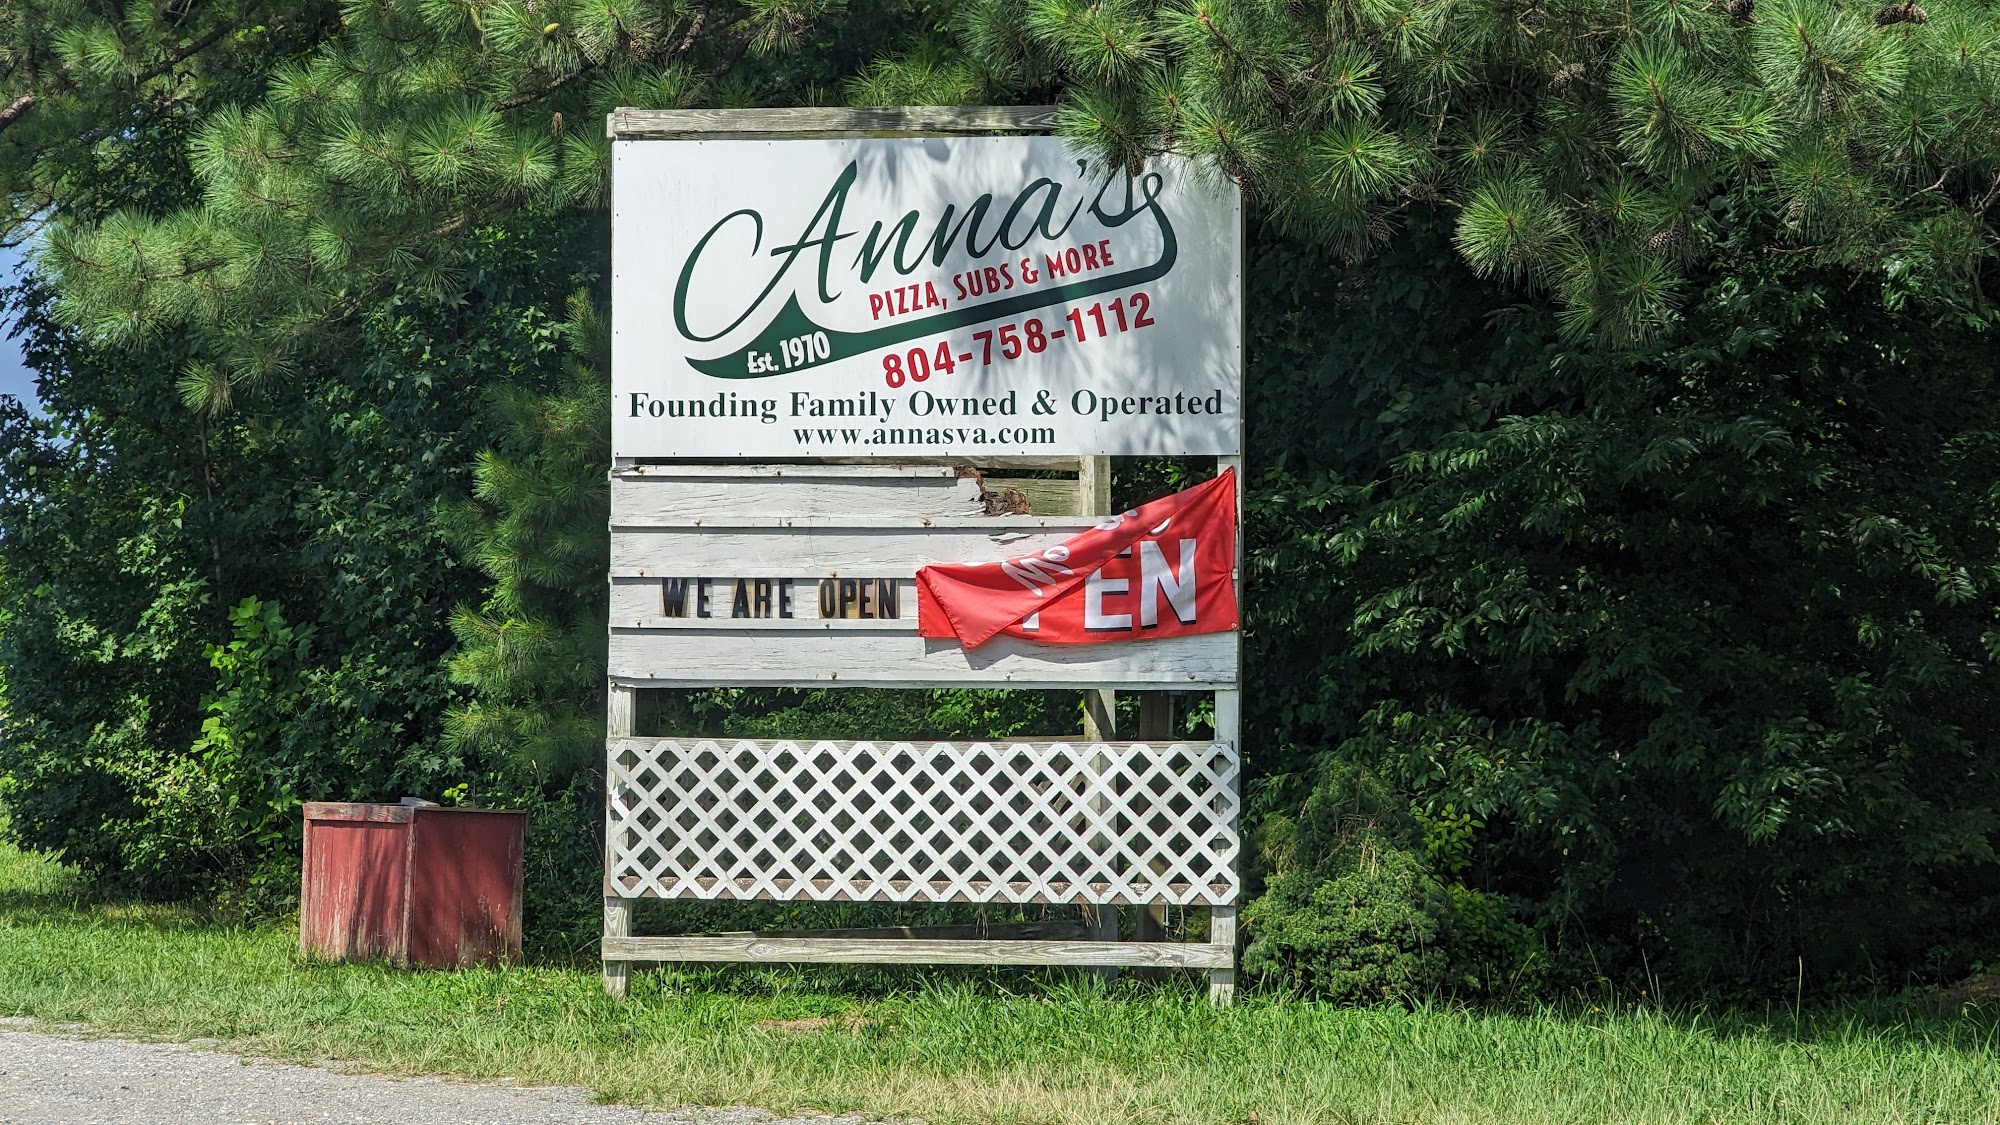 Anna's
PIZZA, SUBS & MORE
Est. 1970
804-758-1112
Founding Family Owned & Operated
www.annasva.com
WE ARE OPEN